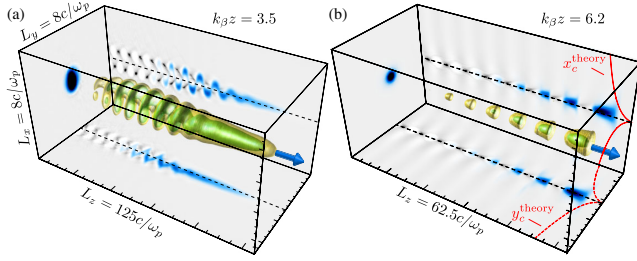 (a)
L_y = 8c/ω_p
k_β z = 3.5
L_x = 8c/ω_p
L_z = 125c/ω_p
(b)
k_β z = 6.2
x_c^theory
L_z = 62.5c/ω_p
y_c^theory